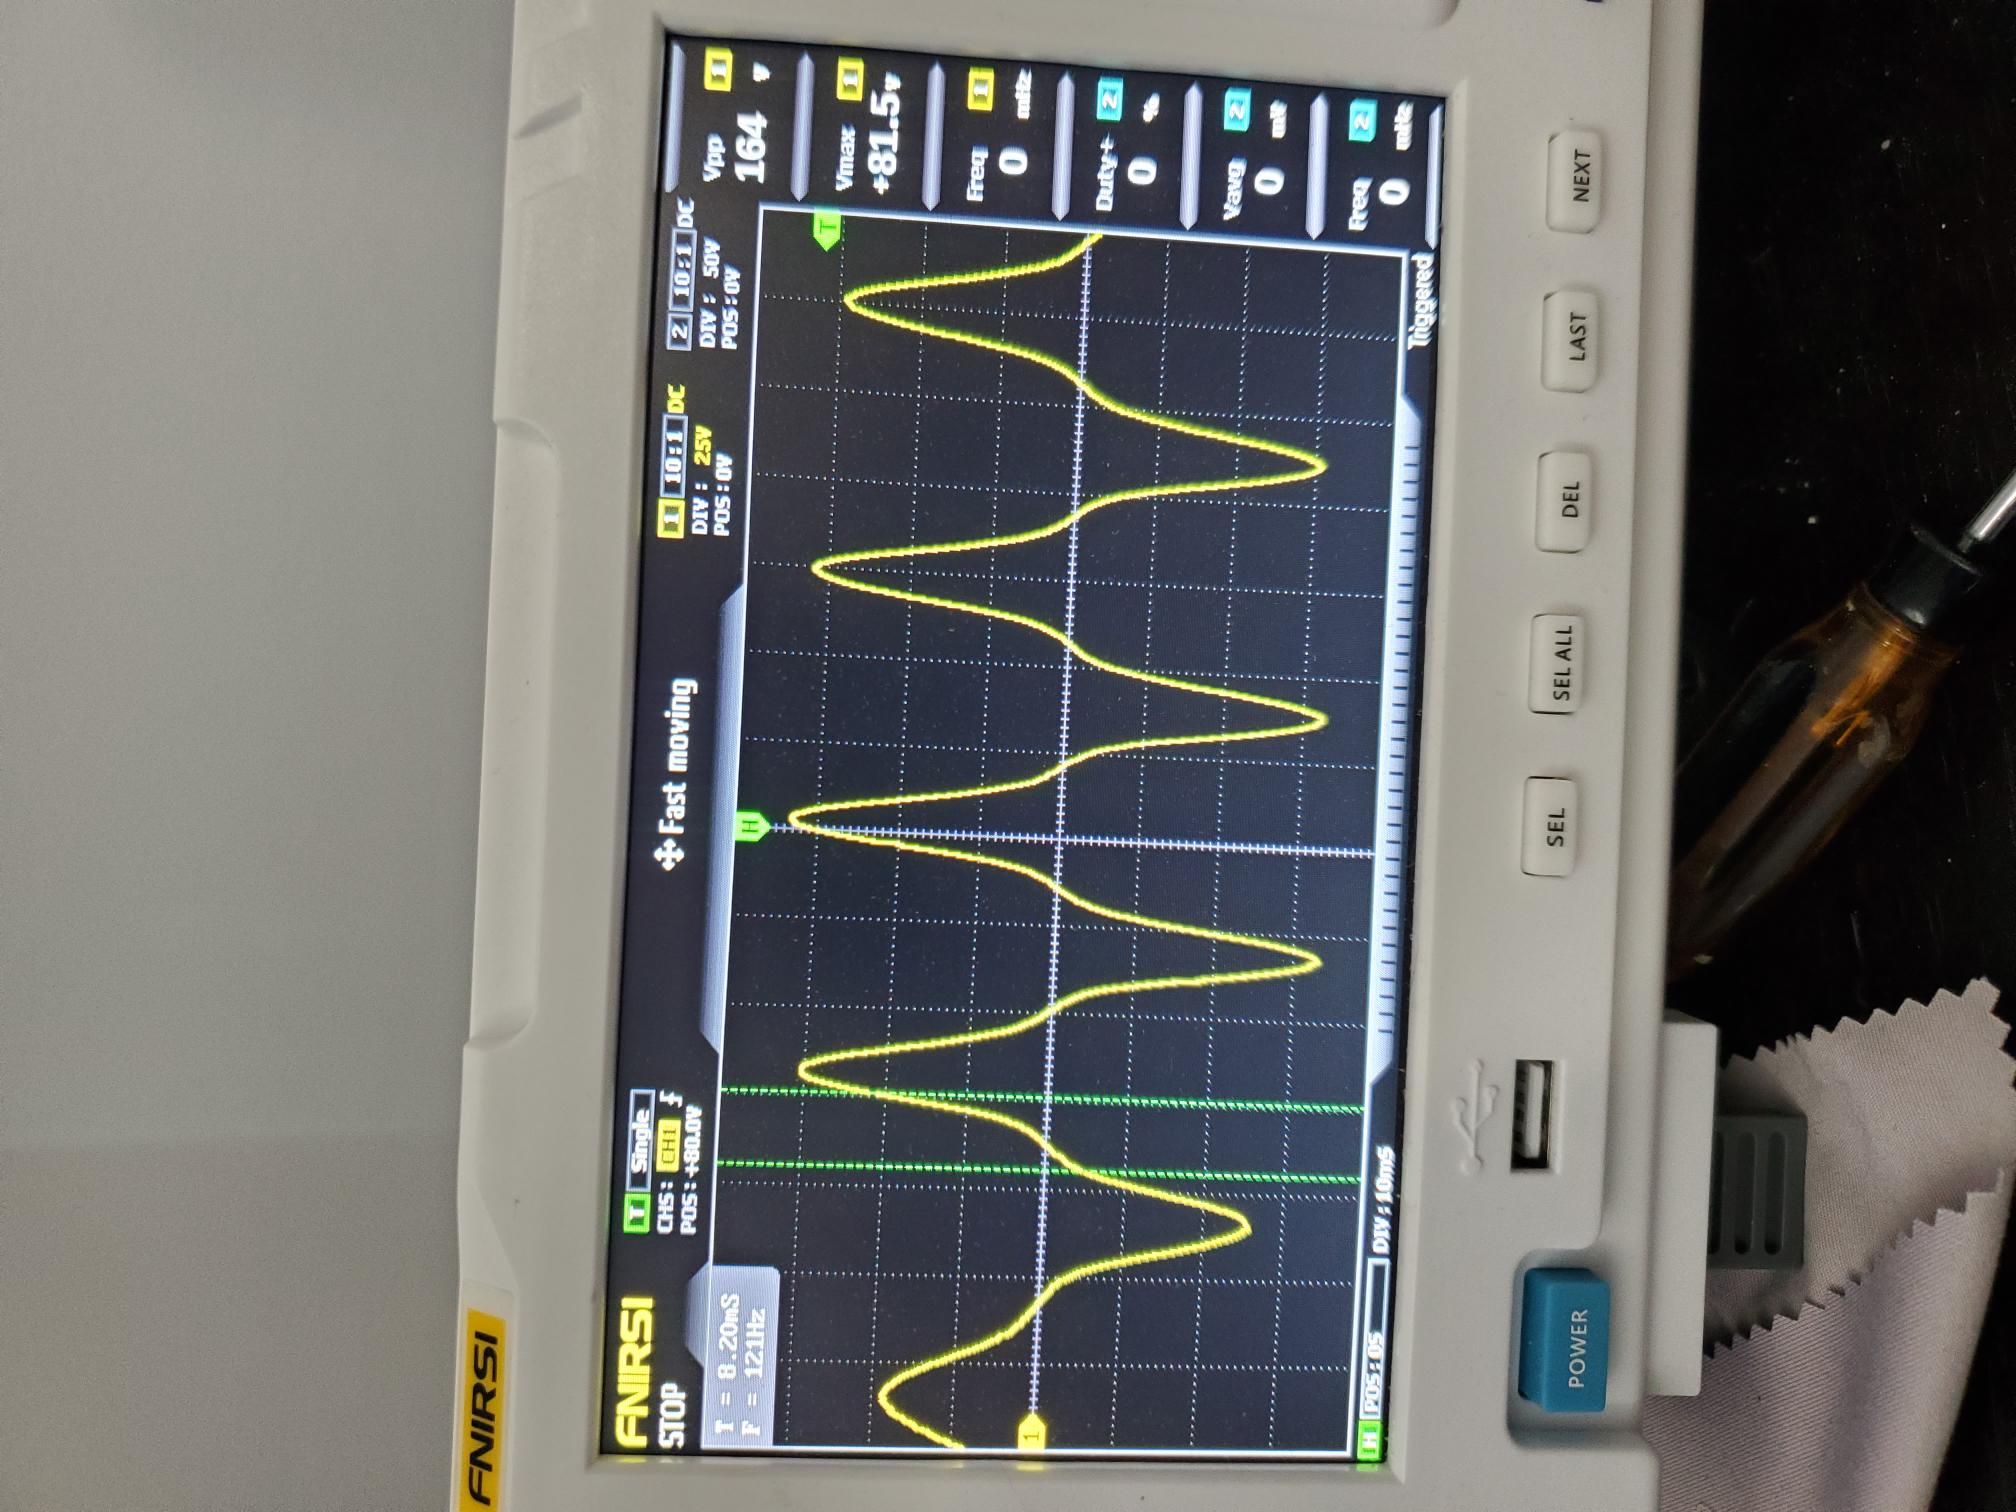 FNIRSI
FNIRSI
STOP
T Single
CHS: CH1
POS:+80.0V
Fast moving
1 10:1 DC
DIV: 25V
POS:0V
2 10:1 DC
DIV: 50V
POS:0V
T = 8.20mS
F = 121Hz
H
T
1
Vpp 1
164 V
Vmax 1
+81.5V
Freq 1
0 mHz
Duty+ 2
0 %
Vavg 2
0 mV
Freq 2
0 mHz
H POS:0S DIV:10mS
Triggered
POWER
SEL
SEL ALL
DEL
LAST
NEXT